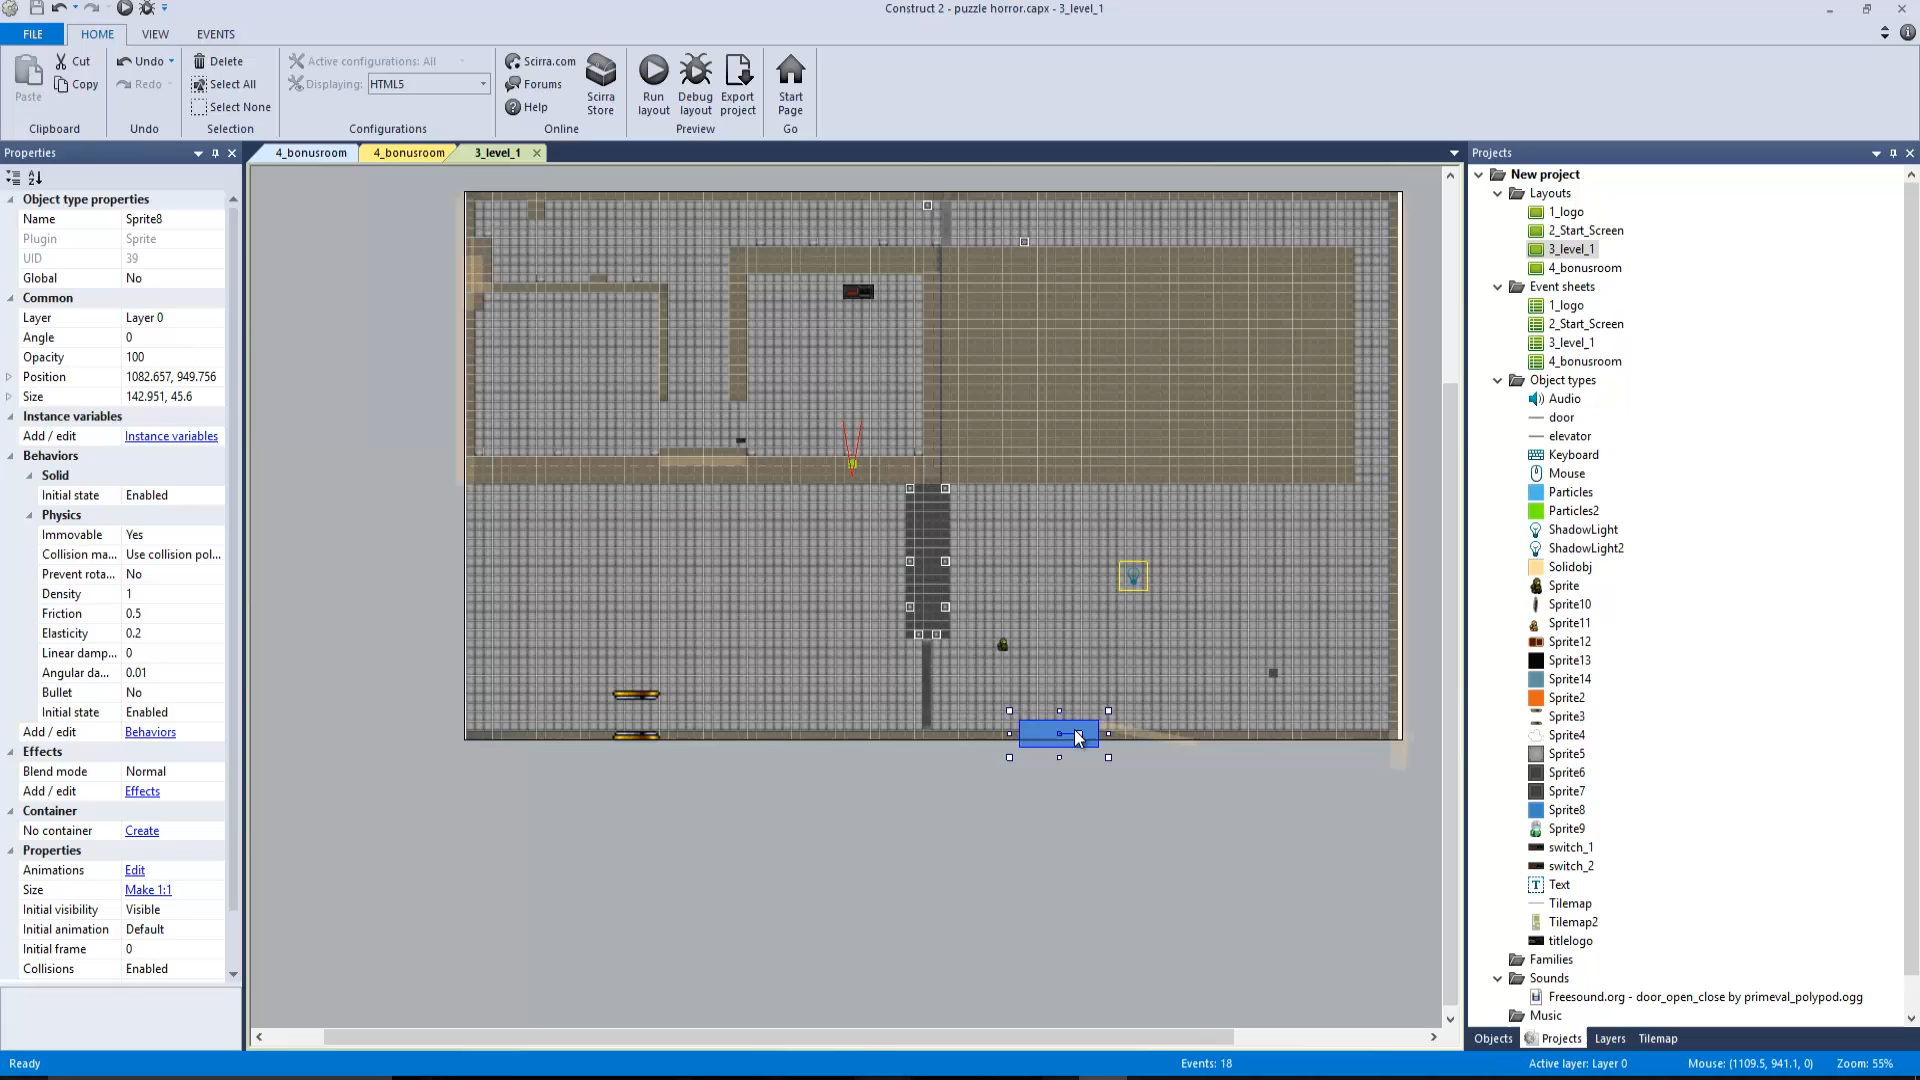 Construct 2 - puzzle horror.capx - 3_level_1
FILE HOME VIEW EVENTS
Paste
Cut
Copy
Clipboard
Undo
Redo
Undo
Delete
Select All
Select None
Selection
Active configurations: All
Displaying: HTML5
Configurations
Scirra.com
Forums
Help
Scirra Store
Online
Run layout
Debug layout
Export project
Preview
Start Page
Go
Properties
4_bonusroom 4_bonusroom 3_level_1
Projects
Object type properties
Name Sprite8
Plugin Sprite
UID 39
Global No
Common
Layer Layer 0
Angle 0
Opacity 100
Position 1082.657, 949.756
Size 142.951, 45.6
Instance variables
Add / edit Instance variables
Behaviors
Solid
Initial state Enabled
Physics
Immovable Yes
Collision ma... Use collision pol...
Prevent rota... No
Density 1
Friction 0.5
Elasticity 0.2
Linear damp... 0
Angular da... 0.01
Bullet No
Initial state Enabled
Add / edit Behaviors
Effects
Blend mode Normal
Add / edit Effects
Container
No container Create
Properties
Animations Edit
Size Make 1:1
Initial visibility Visible
Initial animation Default
Initial frame 0
Collisions Enabled
New project
Layouts
1_logo
2_Start_Screen
3_level_1
4_bonusroom
Event sheets
1_logo
2_Start_Screen
3_level_1
4_bonusroom
Object types
Audio
door
elevator
Keyboard
Mouse
Particles
Particles2
ShadowLight
ShadowLight2
Solidobj
Sprite
Sprite10
Sprite11
Sprite12
Sprite13
Sprite14
Sprite2
Sprite3
Sprite4
Sprite5
Sprite6
Sprite7
Sprite8
Sprite9
switch_1
switch_2
Text
Tilemap
Tilemap2
titlelogo
Families
Sounds
Freesound.org - door_open_close by primeval_polypod.ogg
Music
Objects Projects Layers Tilemap
Ready Events: 18 Active layer: Layer 0 Mouse: (1109.5, 941.1, 0) Zoom: 55%